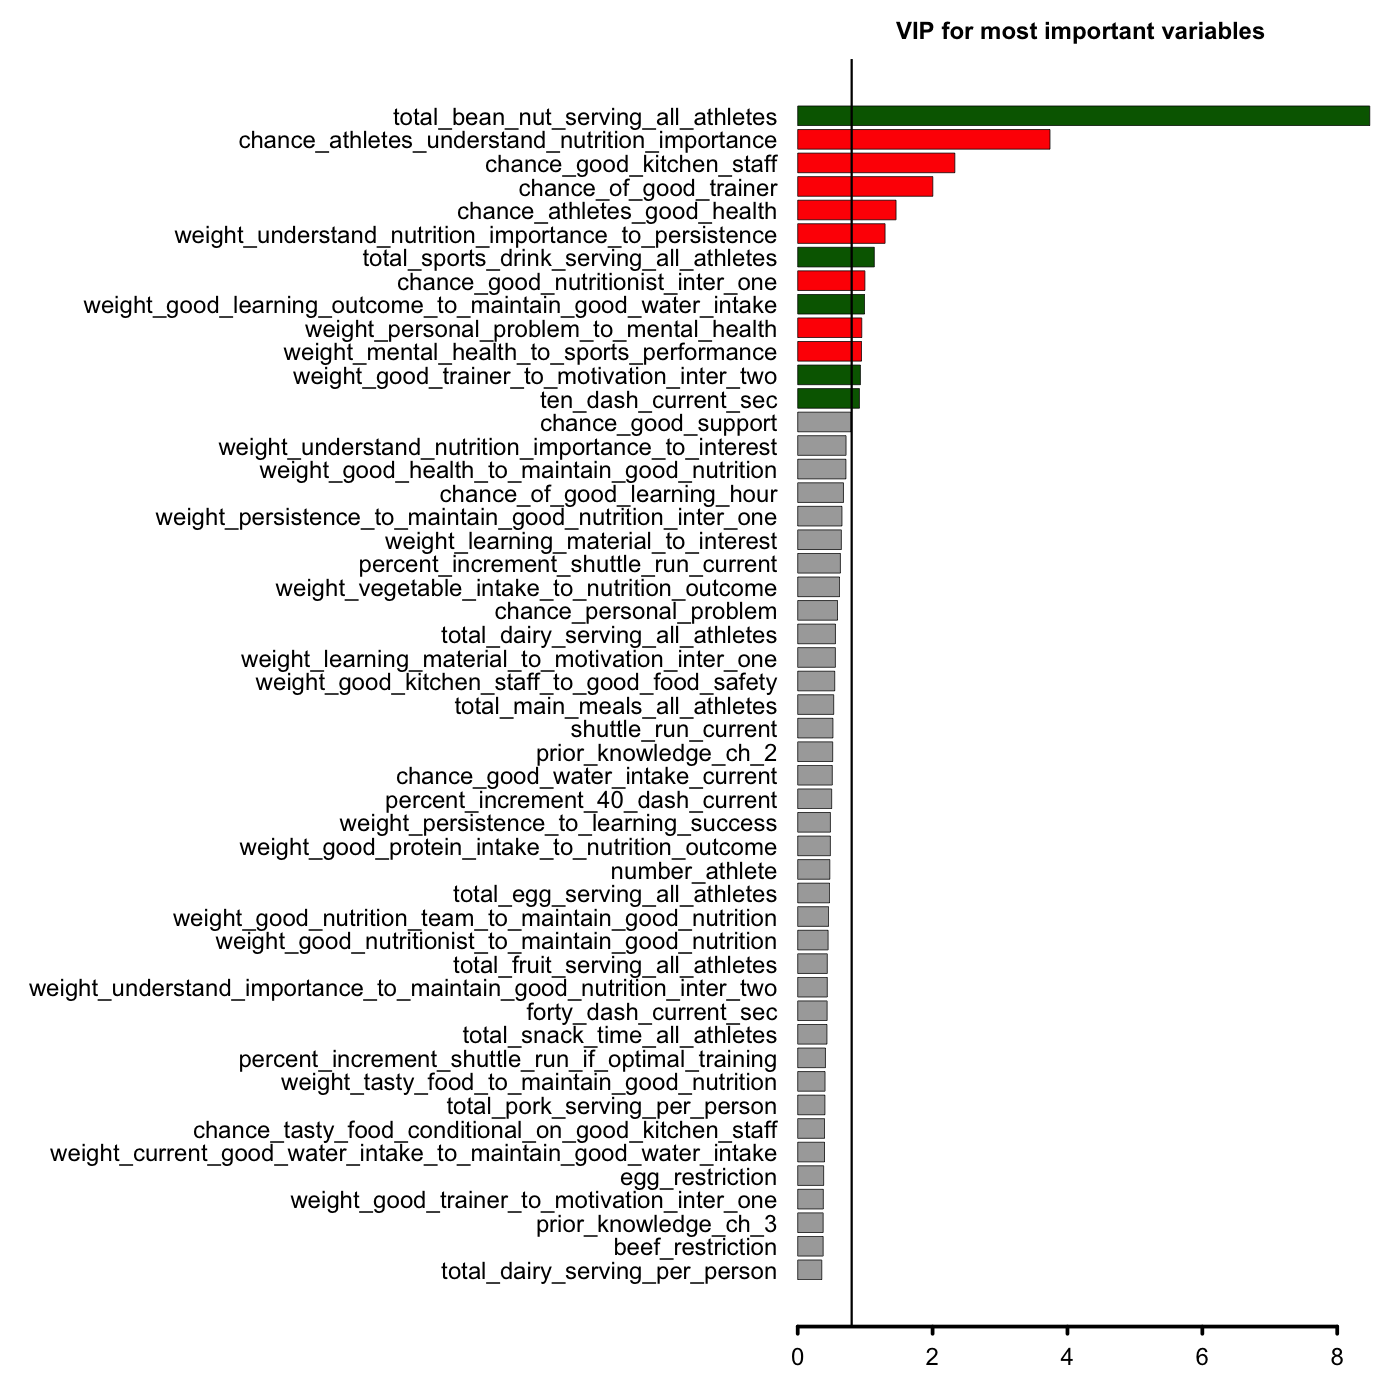 VIP for most important variables
total_bean_nut_serving_all_athletes
chance_athletes_understand_nutrition_importance
chance_good_kitchen_staff
chance_of_good_trainer
chance_athletes_good_health
weight_understand_nutrition_importance_to_persistence
total_sports_drink_serving_all_athletes
chance_good_nutritionist_inter_one
weight_good_learning_outcome_to_maintain_good_water_intake
weight_personal_problem_to_mental_health
weight_mental_health_to_sports_performance
weight_good_trainer_to_motivation_inter_two
ten_dash_current_sec
chance_good_support
weight_understand_nutrition_importance_to_interest
weight_good_health_to_maintain_good_nutrition
chance_of_good_learning_hour
weight_persistence_to_maintain_good_nutrition_inter_one
weight_learning_material_to_interest
percent_increment_shuttle_run_current
weight_vegetable_intake_to_nutrition_outcome
chance_personal_problem
total_dairy_serving_all_athletes
weight_learning_material_to_motivation_inter_one
weight_good_kitchen_staff_to_good_food_safety
total_main_meals_all_athletes
shuttle_run_current
prior_knowledge_ch_2
chance_good_water_intake_current
percent_increment_40_dash_current
weight_persistence_to_learning_success
weight_good_protein_intake_to_nutrition_outcome
number_athlete
total_egg_serving_all_athletes
weight_good_nutrition_team_to_maintain_good_nutrition
weight_good_nutritionist_to_maintain_good_nutrition
total_fruit_serving_all_athletes
weight_understand_importance_to_maintain_good_nutrition_inter_two
forty_dash_current_sec
total_snack_time_all_athletes
percent_increment_shuttle_run_if_optimal_training
weight_tasty_food_to_maintain_good_nutrition
total_pork_serving_per_person
chance_tasty_food_conditional_on_good_kitchen_staff
weight_current_good_water_intake_to_maintain_good_water_intake
egg_restriction
weight_good_trainer_to_motivation_inter_one
prior_knowledge_ch_3
beef_restriction
total_dairy_serving_per_person
0 2 4 6 8